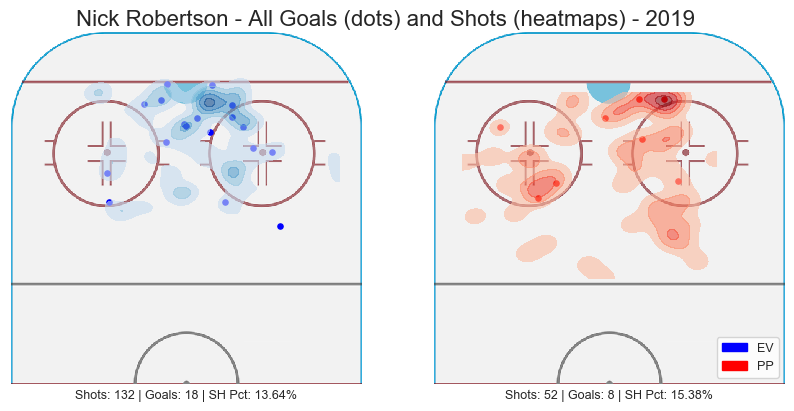 Nick Robertson - All Goals (dots) and Shots (heatmaps) - 2019
EV
PP
Shots: 132 | Goals: 18 | SH Pct: 13.64%
Shots: 52 | Goals: 8 | SH Pct: 15.38%